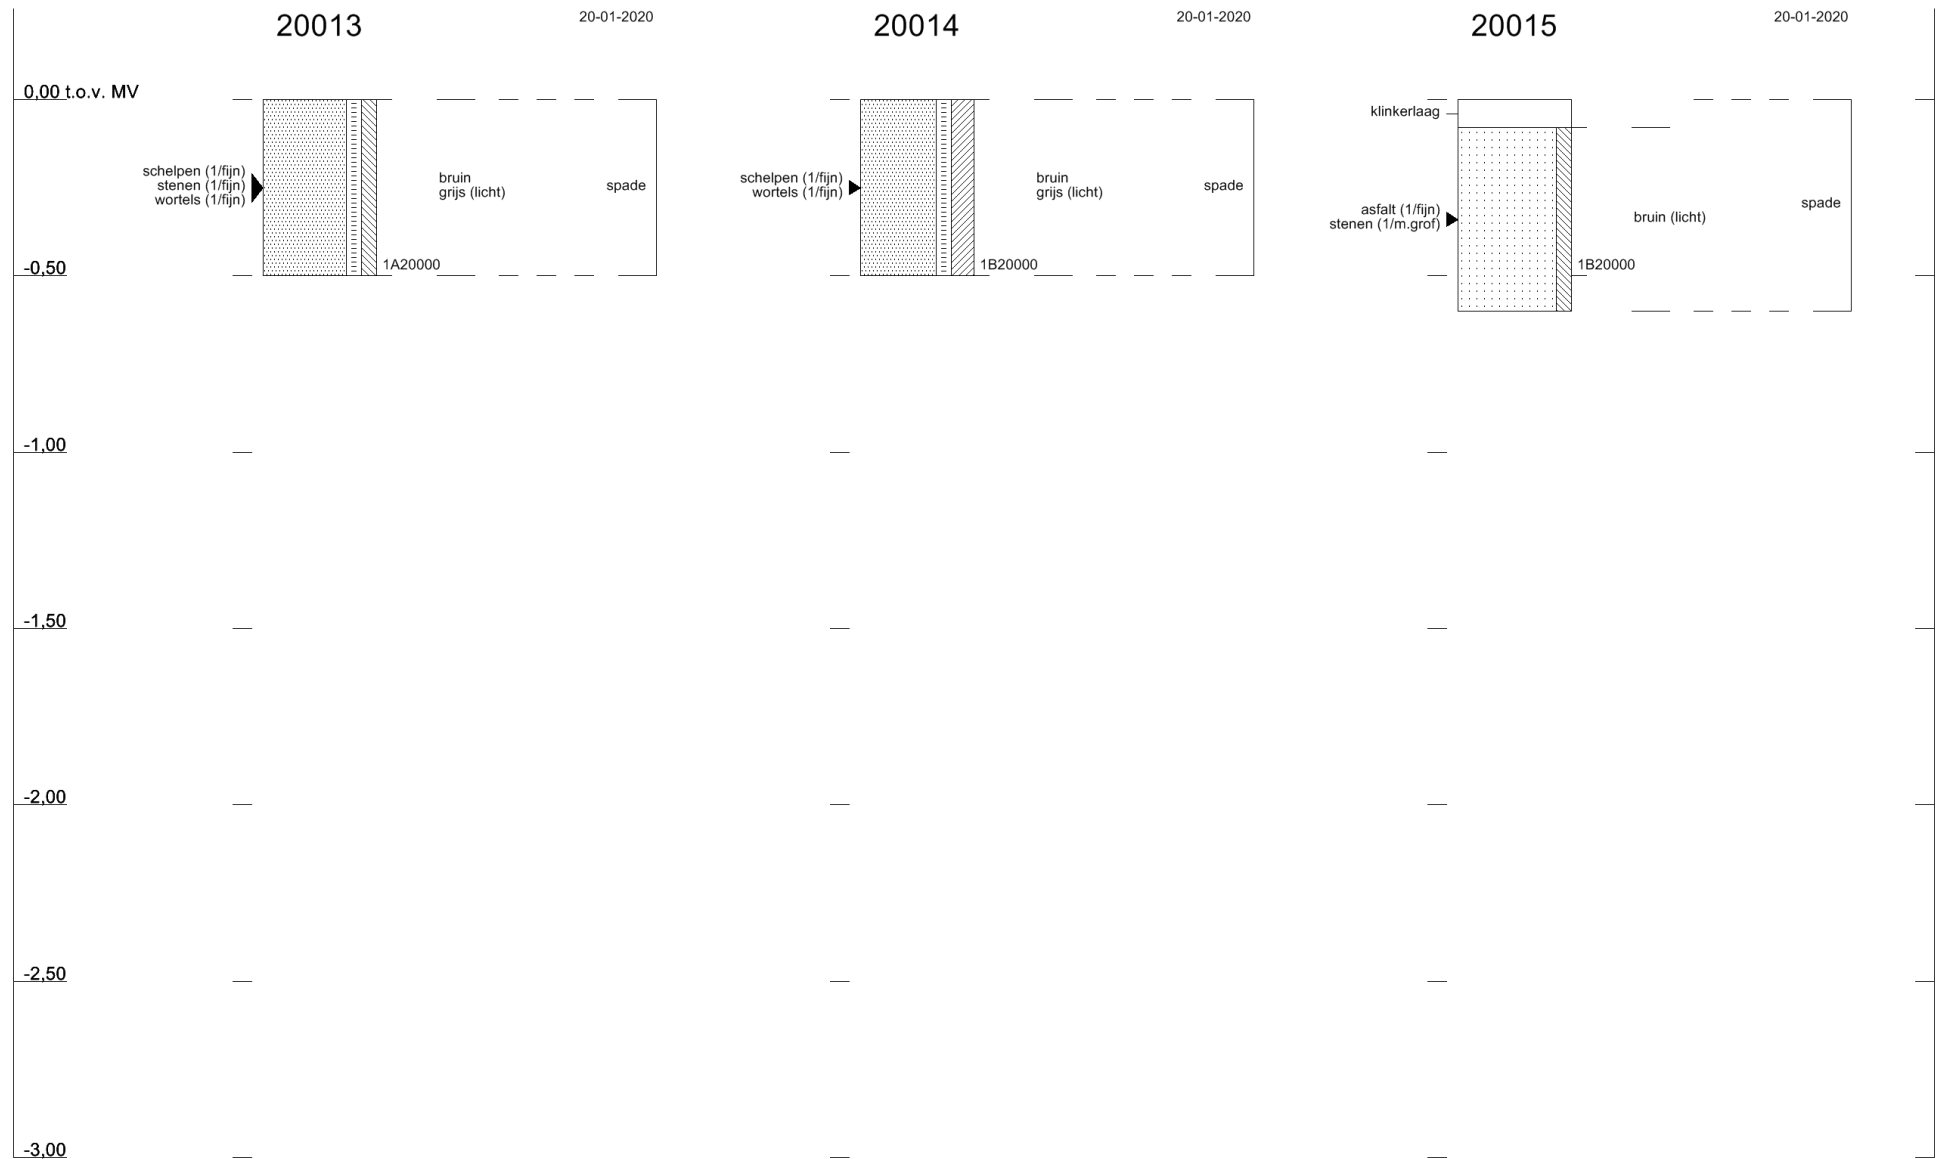 20013
20-01-2020
20014
20-01-2020
20015
20-01-2020
0,00 t.o.v. MV
schelpen (1/fijn)
stenen (1/fijn)
wortels (1/fijn)
bruin
grijs (licht)
spade
1A20000
schelpen (1/fijn)
wortels (1/fijn)
bruin
grijs (licht)
spade
1B20000
klinkerlaag
asfalt (1/fijn)
stenen (1/m.grof)
bruin (licht)
spade
1B20000
-0,50
-1,00
-1,50
-2,00
-2,50
-3,00